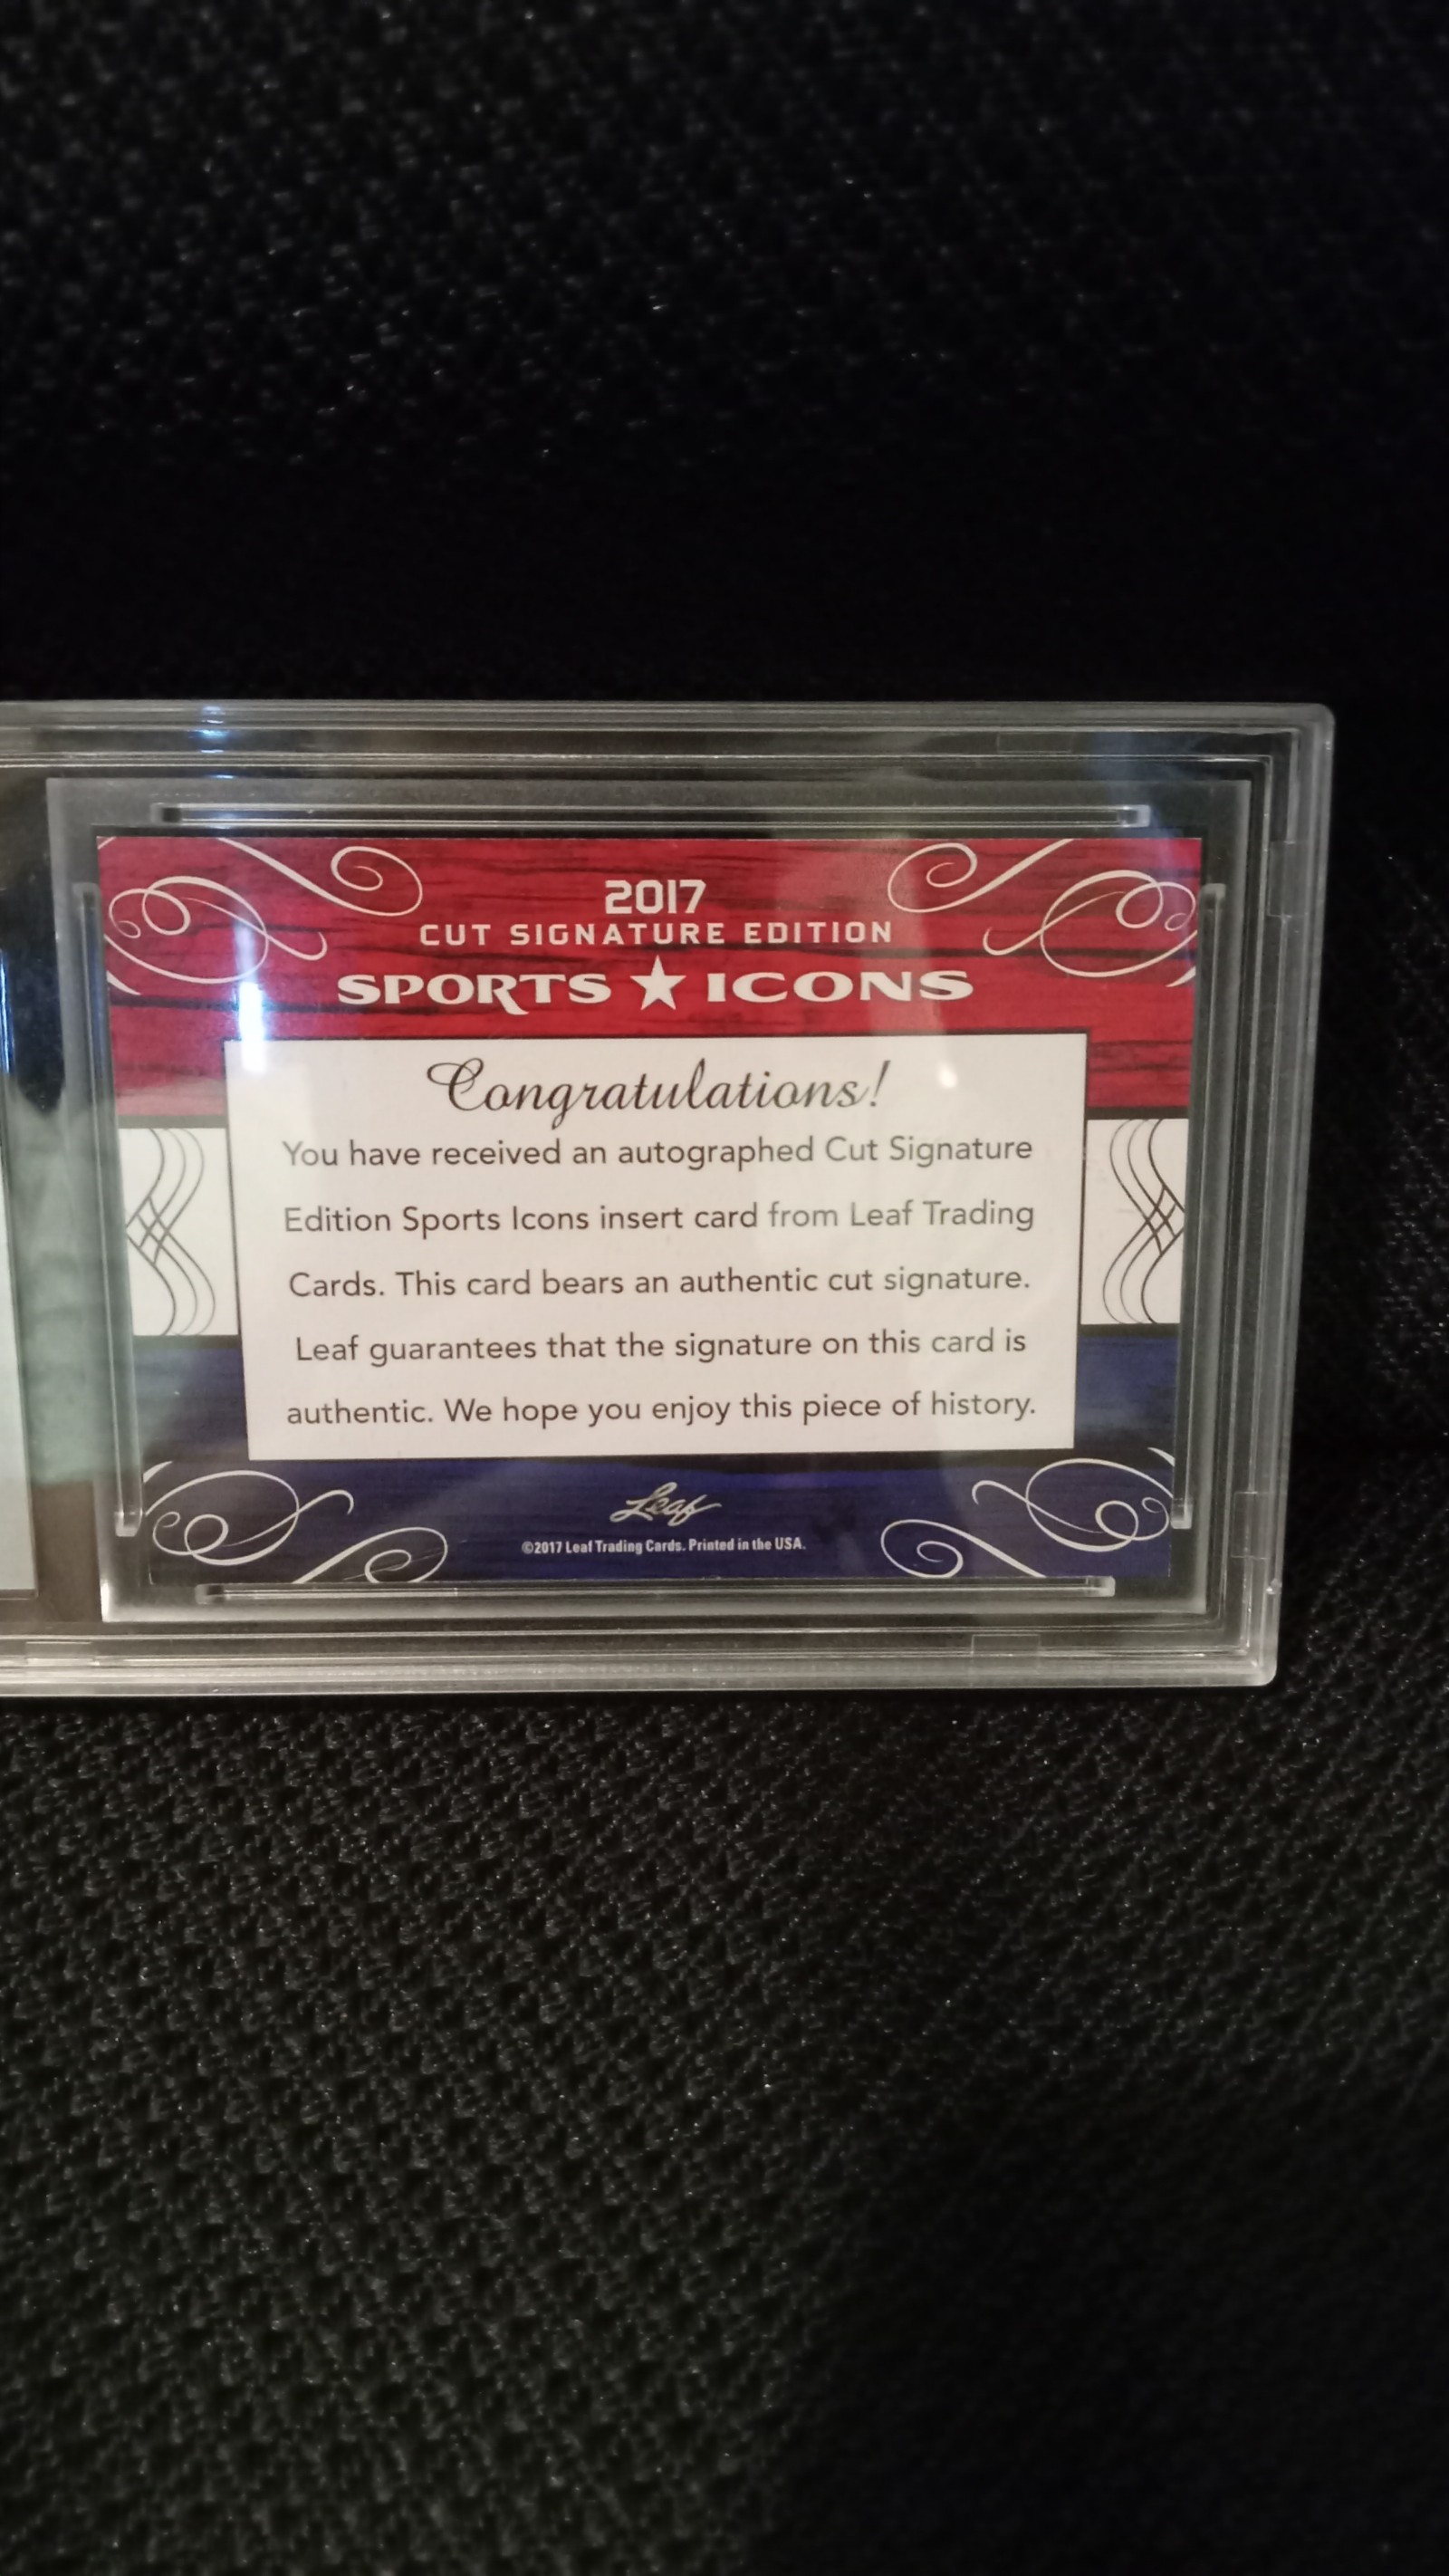 2017
CUT SIGNATURE EDITION
SPORTS ★ ICONS
Congratulations!
You have received an autographed Cut Signature
Edition Sports Icons insert card from Leaf Trading
Cards. This card bears an authentic cut signature.
Leaf guarantees that the signature on this card is
authentic. We hope you enjoy this piece of history.
Leaf
©2017 Leaf Trading Cards. Printed in the USA.